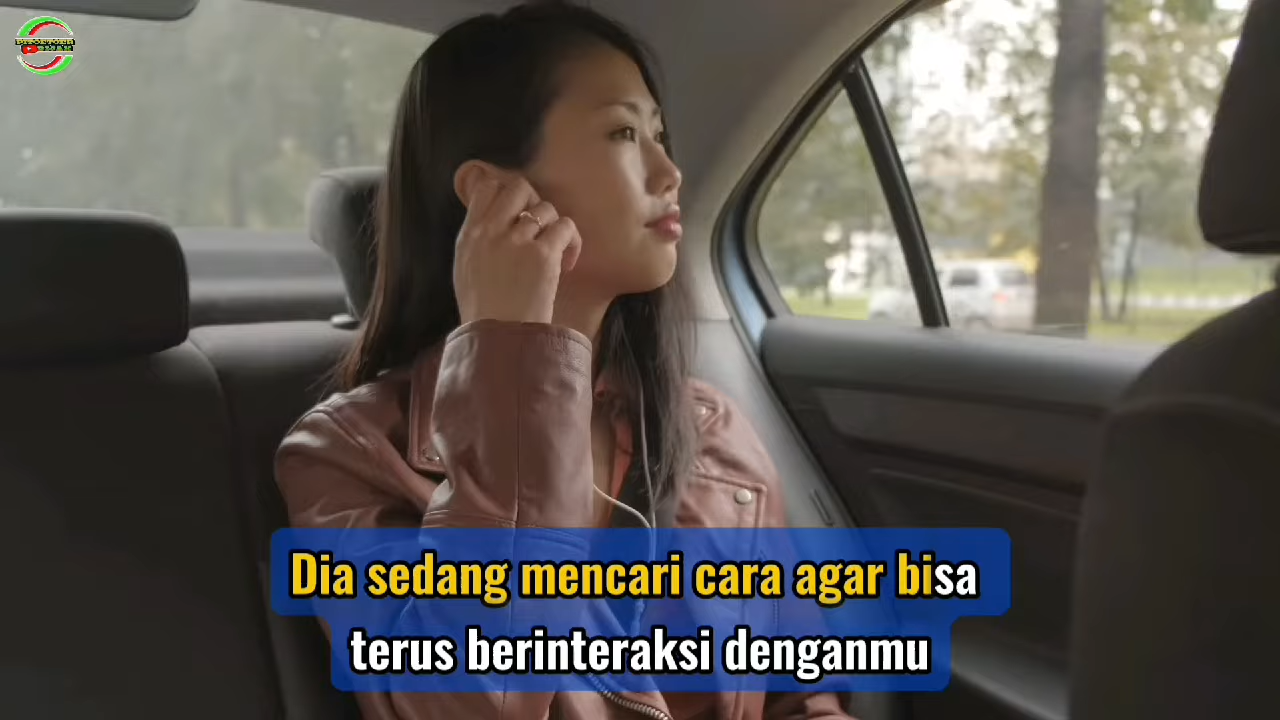 Dia sedang mencari cara agar bisa
terus berinteraksi denganmu